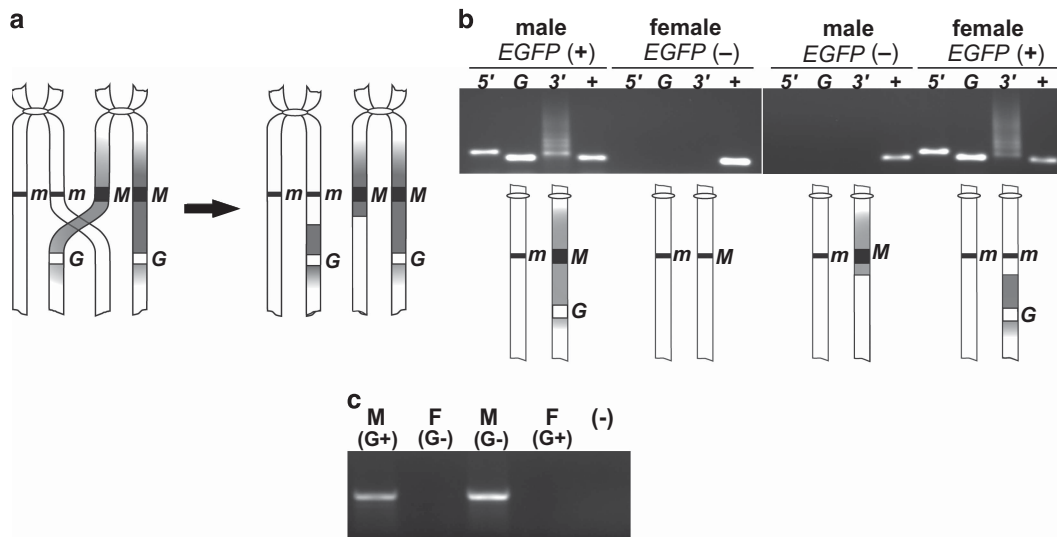 a
m m M M
G
m M M
G G
b
male female male female
EGFP (+) EGFP (–) EGFP (–) EGFP (+)
5' G 3' + 5' G 3' + 5' G 3' + 5' G 3' +
m M m M m M m m
G G
c
M F M F (-)
(G+) (G-) (G-) (G+)